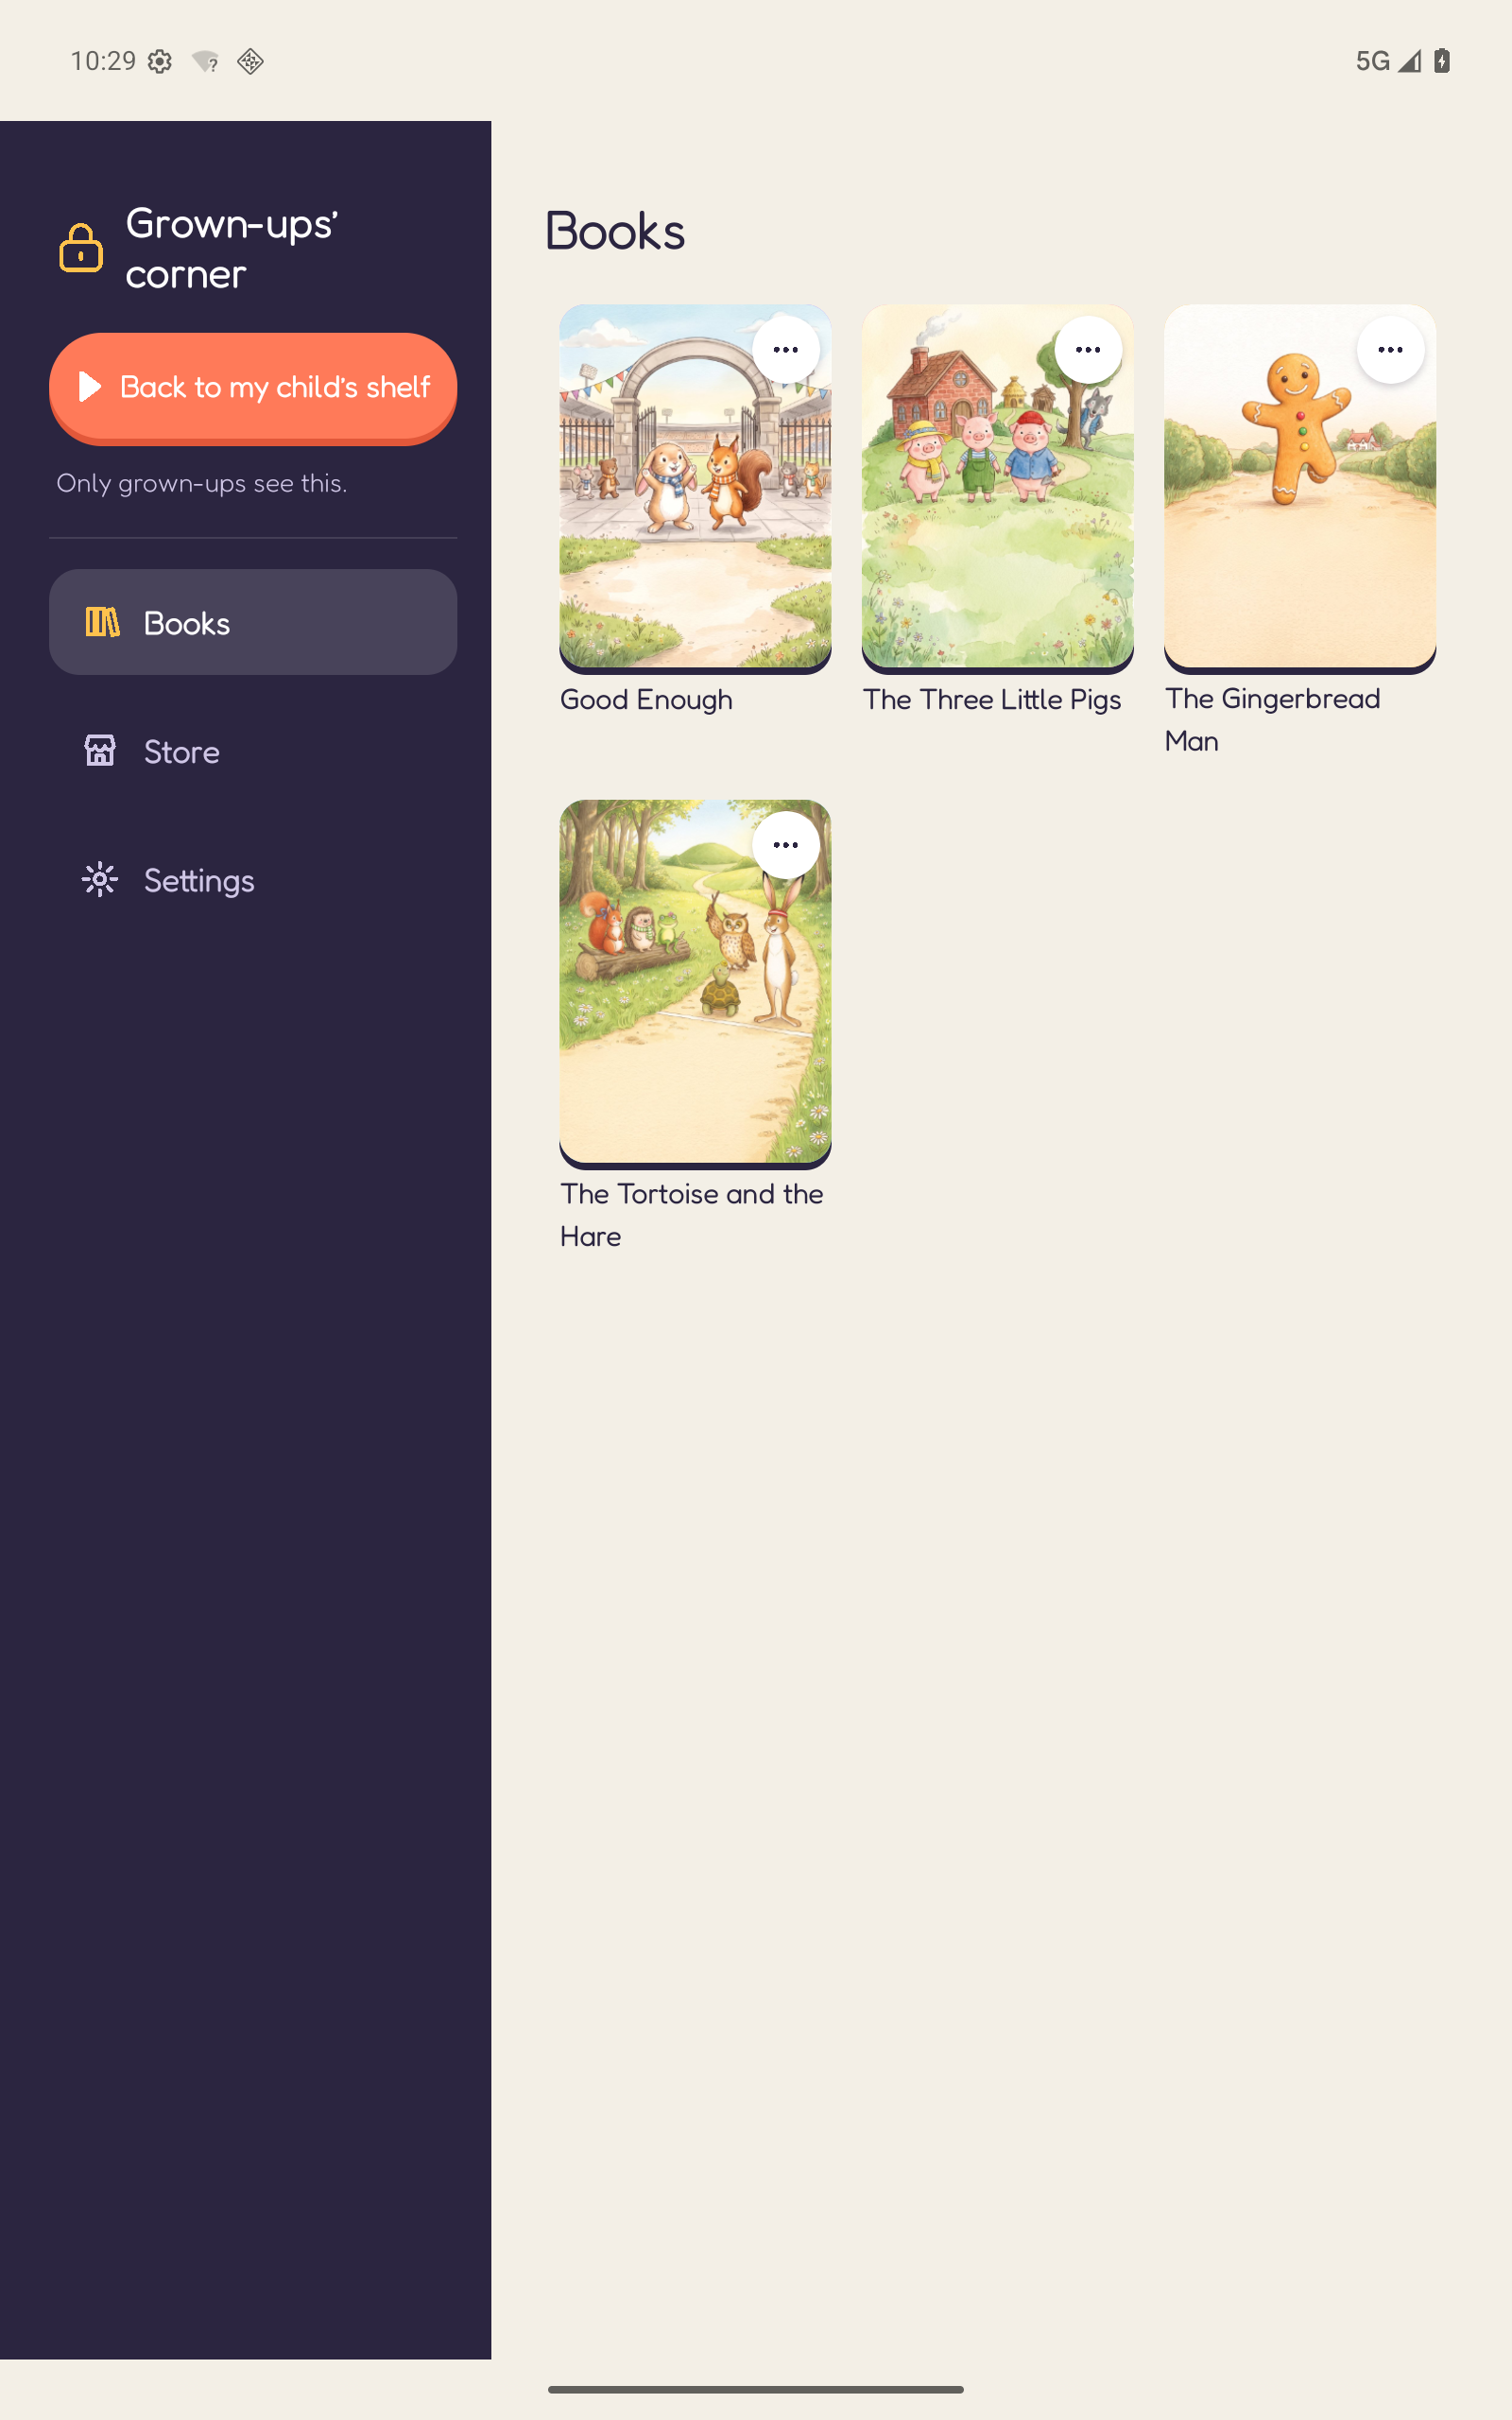 10:29
5G
Grown-ups’
corner
Back to my child’s shelf
Only grown-ups see this.
Books
Store
Settings
Books
Good Enough
The Three Little Pigs
The Gingerbread
Man
The Tortoise and the
Hare